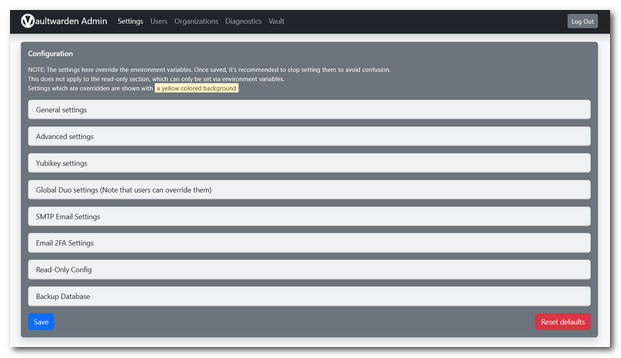 Vaultwarden Admin Settings Users Organizations Diagnostics Vault Log Out
Configuration
NOTE: The settings here override the environment variables. Once saved, it's recommended to stop setting them to avoid confusion.
This does not apply to the read-only section, which can only be set via environment variables.
Settings which are overridden are shown with a yellow colored background.
General settings
Advanced settings
Yubikey settings
Global Duo settings (Note that users can override them)
SMTP Email Settings
Email 2FA Settings
Read-Only Config
Backup Database
Save Reset defaults